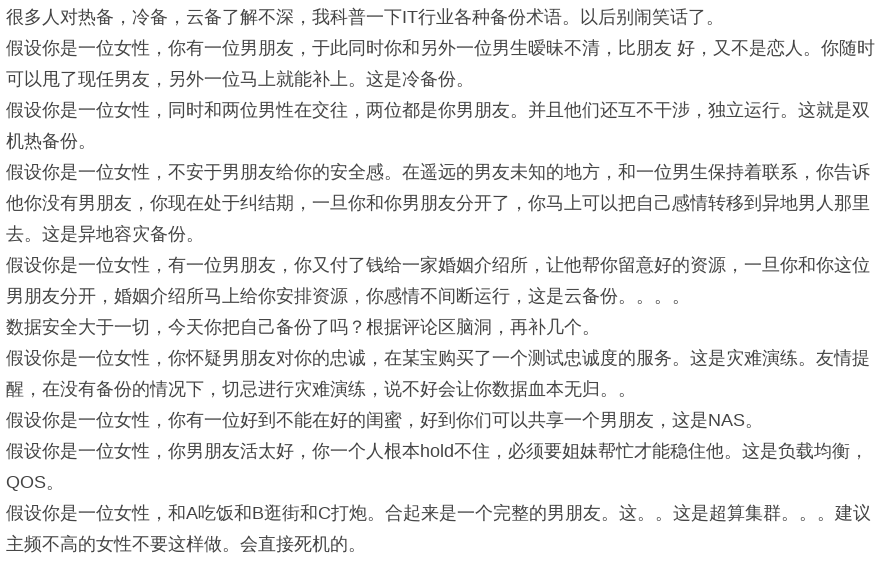 很多人对热备，冷备，云备了解不深，我科普一下IT行业各种备份术语。以后别闹笑话了。
假设你是一位女性，你有一位男朋友，于此同时你和另外一位男生暧昧不清，比朋友 好，又不是恋人。你随时
可以甩了现任男友，另外一位马上就能补上。这是冷备份。
假设你是一位女性，同时和两位男性在交往，两位都是你男朋友。并且他们还互不干涉，独立运行。这就是双
机热备份。
假设你是一位女性，不安于男朋友给你的安全感。在遥远的男友未知的地方，和一位男生保持着联系，你告诉
他你没有男朋友，你现在处于纠结期，一旦你和你男朋友分开了，你马上可以把自己感情转移到异地男人那里
去。这是异地容灾备份。
假设你是一位女性，有一位男朋友，你又付了钱给一家婚姻介绍所，让他帮你留意好的资源，一旦你和你这位
男朋友分开，婚姻介绍所马上给你安排资源，你感情不间断运行，这是云备份。。。。
数据安全大于一切，今天你把自己备份了吗？根据评论区脑洞，再补几个。
假设你是一位女性，你怀疑男朋友对你的忠诚，在某宝购买了一个测试忠诚度的服务。这是灾难演练。友情提
醒，在没有备份的情况下，切忌进行灾难演练，说不好会让你数据血本无归。。
假设你是一位女性，你有一位好到不能在好的闺蜜，好到你们可以共享一个男朋友，这是NAS。
假设你是一位女性，你男朋友活太好，你一个人根本hold不住，必须要姐妹帮忙才能稳住他。这是负载均衡，
QOS。
假设你是一位女性，和A吃饭和B逛街和C打炮。合起来是一个完整的男朋友。这。。这是超算集群。。。建议
主频不高的女性不要这样做。会直接死机的。